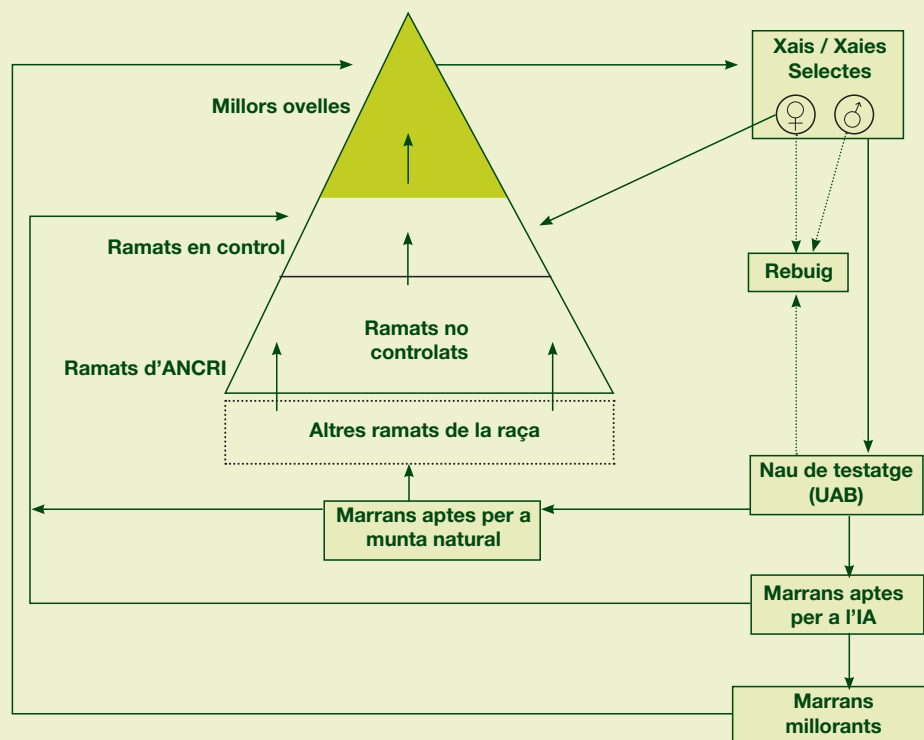 Xais / Xaies
Selectes
Millors ovelles
Ramats en control
Rebuig
Ramats no
controlats
Ramats d'ANCRI
Altres ramats de la raça
Nau de testatge
(UAB)
Marrans aptes per a
munta natural
Marrans aptes
per a l'IA
Marrans
millorants